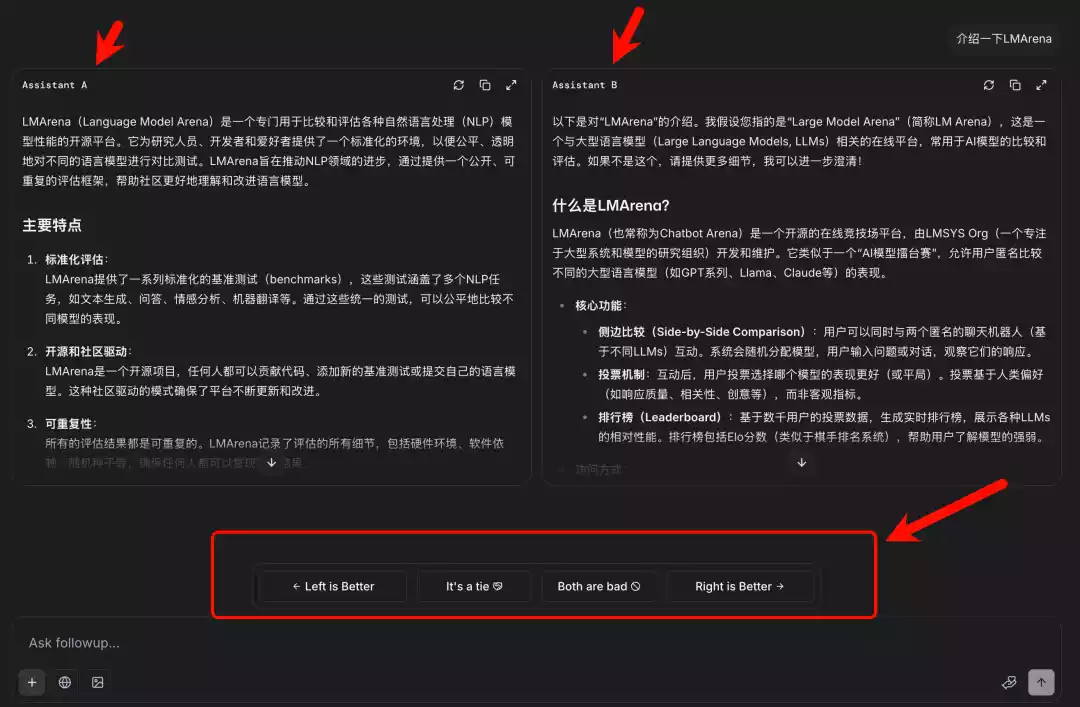 介绍一下LMArena
Assistant A
LMArena（Language Model Arena）是一个专门用于比较和评估各种自然语言处理（NLP）模
型性能的开源平台。它为研究人员、开发者和爱好者提供了一个标准化的环境，以便公平、透明
地对不同的语言模型进行对比测试。LMArena旨在推动NLP领域的进步，通过提供一个公开、可
重复的评估框架，帮助社区更好地理解和改进语言模型。
主要特点
1. 标准化评估：
LMArena提供了一系列标准化的基准测试（benchmarks），这些测试涵盖了多个NLP任
务，如文本生成、问答、情感分析、机器翻译等。通过这些统一的测试，可以公平地比较不
同模型的表现。
2. 开源和社区驱动：
LMArena是一个开源项目，任何人都可以贡献代码、添加新的基准测试或提交自己的语言模
型。这种社区驱动的模式确保了平台不断更新和改进。
3. 可重复性：
所有的评估结果都是可重复的。LMArena记录了评估的所有细节，包括硬件环境、软件依
赖、随机种子等，确保任何人都可以复现 结果
Assistant B
以下是对“LMArena”的介绍。我假设您指的是“Large Model Arena”（简称LM Arena），这是一
个与大型语言模型（Large Language Models, LLMs）相关的在线平台，常用于AI模型的比较和
评估。如果不是这个，请提供更多细节，我可以进一步澄清！
什么是LMArena?
LMArena（也常称为Chatbot Arena）是一个开源的在线竞技场平台，由LMSYS Org（一个专注
于大型系统和模型的研究组织）开发和维护。它类似于一个“AI模型擂台赛”，允许用户匿名比较
不同的大型语言模型（如GPT系列、Llama、Claude等）的表现。
• 核心功能：
• 侧边比较（Side-by-Side Comparison）：用户可以同时与两个匿名的聊天机器人（基
于不同LLMs）互动。系统会随机分配模型，用户输入问题或对话，观察它们的响应。
• 投票机制：互动后，用户投票选择哪个模型的表现更好（或平局）。投票基于人类偏好
（如响应质量、相关性、创意等），而非客观指标。
• 排行榜（Leaderboard）：基于数千用户的投票数据，生成实时排行榜，展示各种LLMs
的相对性能。排行榜包括Elo分数（类似于棋手排名系统），帮助用户了解模型的强弱。
• 访问方式
← Left is Better
It's a tie
Both are bad
Right is Better →
Ask followup...